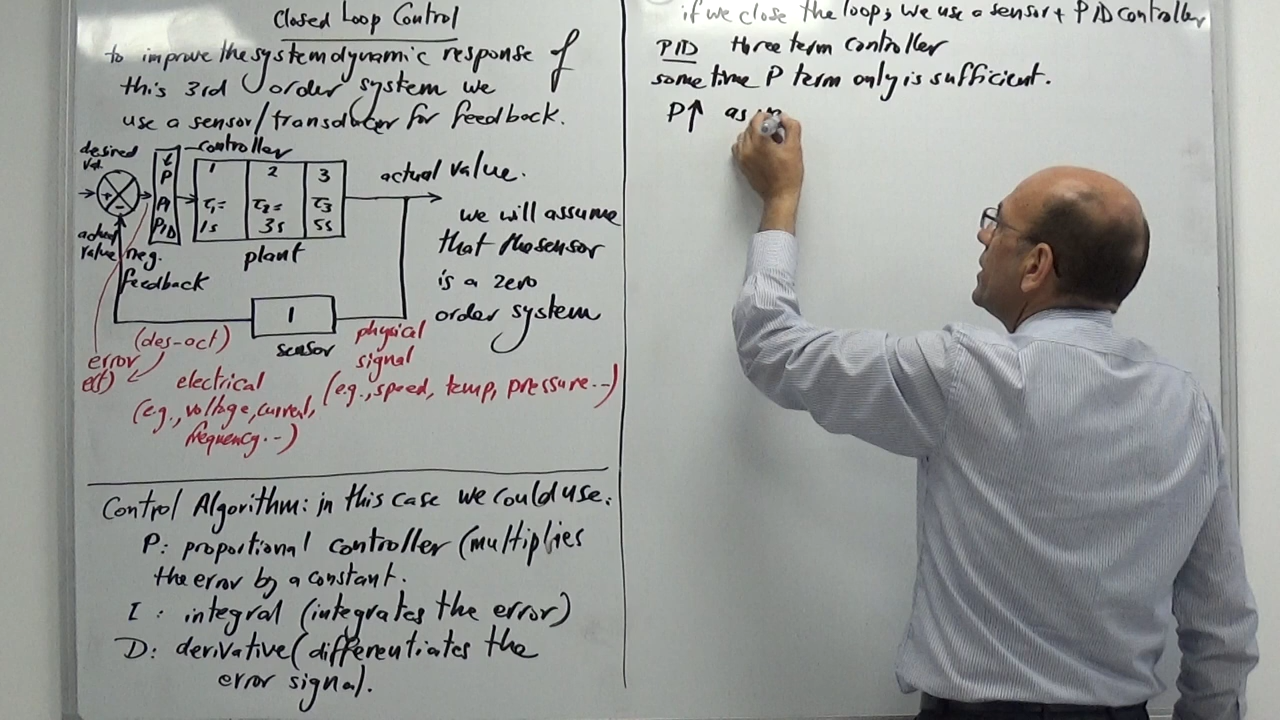 Closed Loop Control
to improve the system dynamic response of
this 3rd order system we
use a sensor/transducer for feedback.
desired
val.
controller
P
PI
PID
1
2
3
τ1=
1s
τ2=
3s
τ3
5s
plant
actual value.
+
-
actual
value
neg.
feedback
we will assume
that the sensor
is a zero
order system
1
sensor
(des-act)
error
e(t)
physical
signal
(e.g., speed, temp, pressure...)
electrical
(e.g., voltage, current,
frequency...)
Control Algorithm: in this case we could use:
P: proportional controller (multiplies
the error by a constant.
I: integral (integrates the error)
D: derivative (differentiates the
error signal).
if we close the loop, we use a sensor + PID controller
PID three term controller
some time P term only is sufficient.
P↑ as